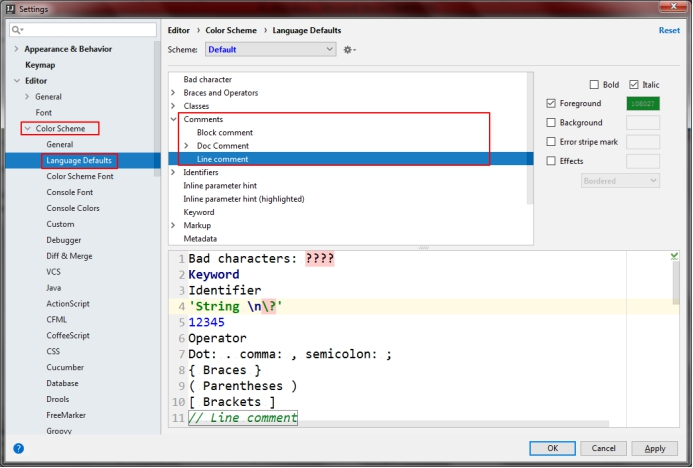 Settings
Appearance & Behavior
Keymap
Editor
General
Font
Color Scheme
General
Language Defaults
Color Scheme Font
Console Font
Console Colors
Custom
Debugger
Diff & Merge
VCS
Java
ActionScript
CFML
CoffeeScript
CSS
Cucumber
Database
Drools
FreeMarker
Groovy
Editor › Color Scheme › Language Defaults
Reset
Scheme: Default
Bad character
Braces and Operators
Classes
Comments
Block comment
Doc Comment
Line comment
Identifiers
Inline parameter hint
Inline parameter hint (highlighted)
Keyword
Markup
Metadata
Bold Italic
Foreground
Background
Error stripe mark
Effects
Bordered
1 Bad characters: ????
2 Keyword
3 Identifier
4 'String \n\?'
5 12345
6 Operator
7 Dot: . comma: , semicolon: ;
8 { Braces }
9 ( Parentheses )
10 [ Brackets ]
11 // Line comment
?
OK Cancel Apply